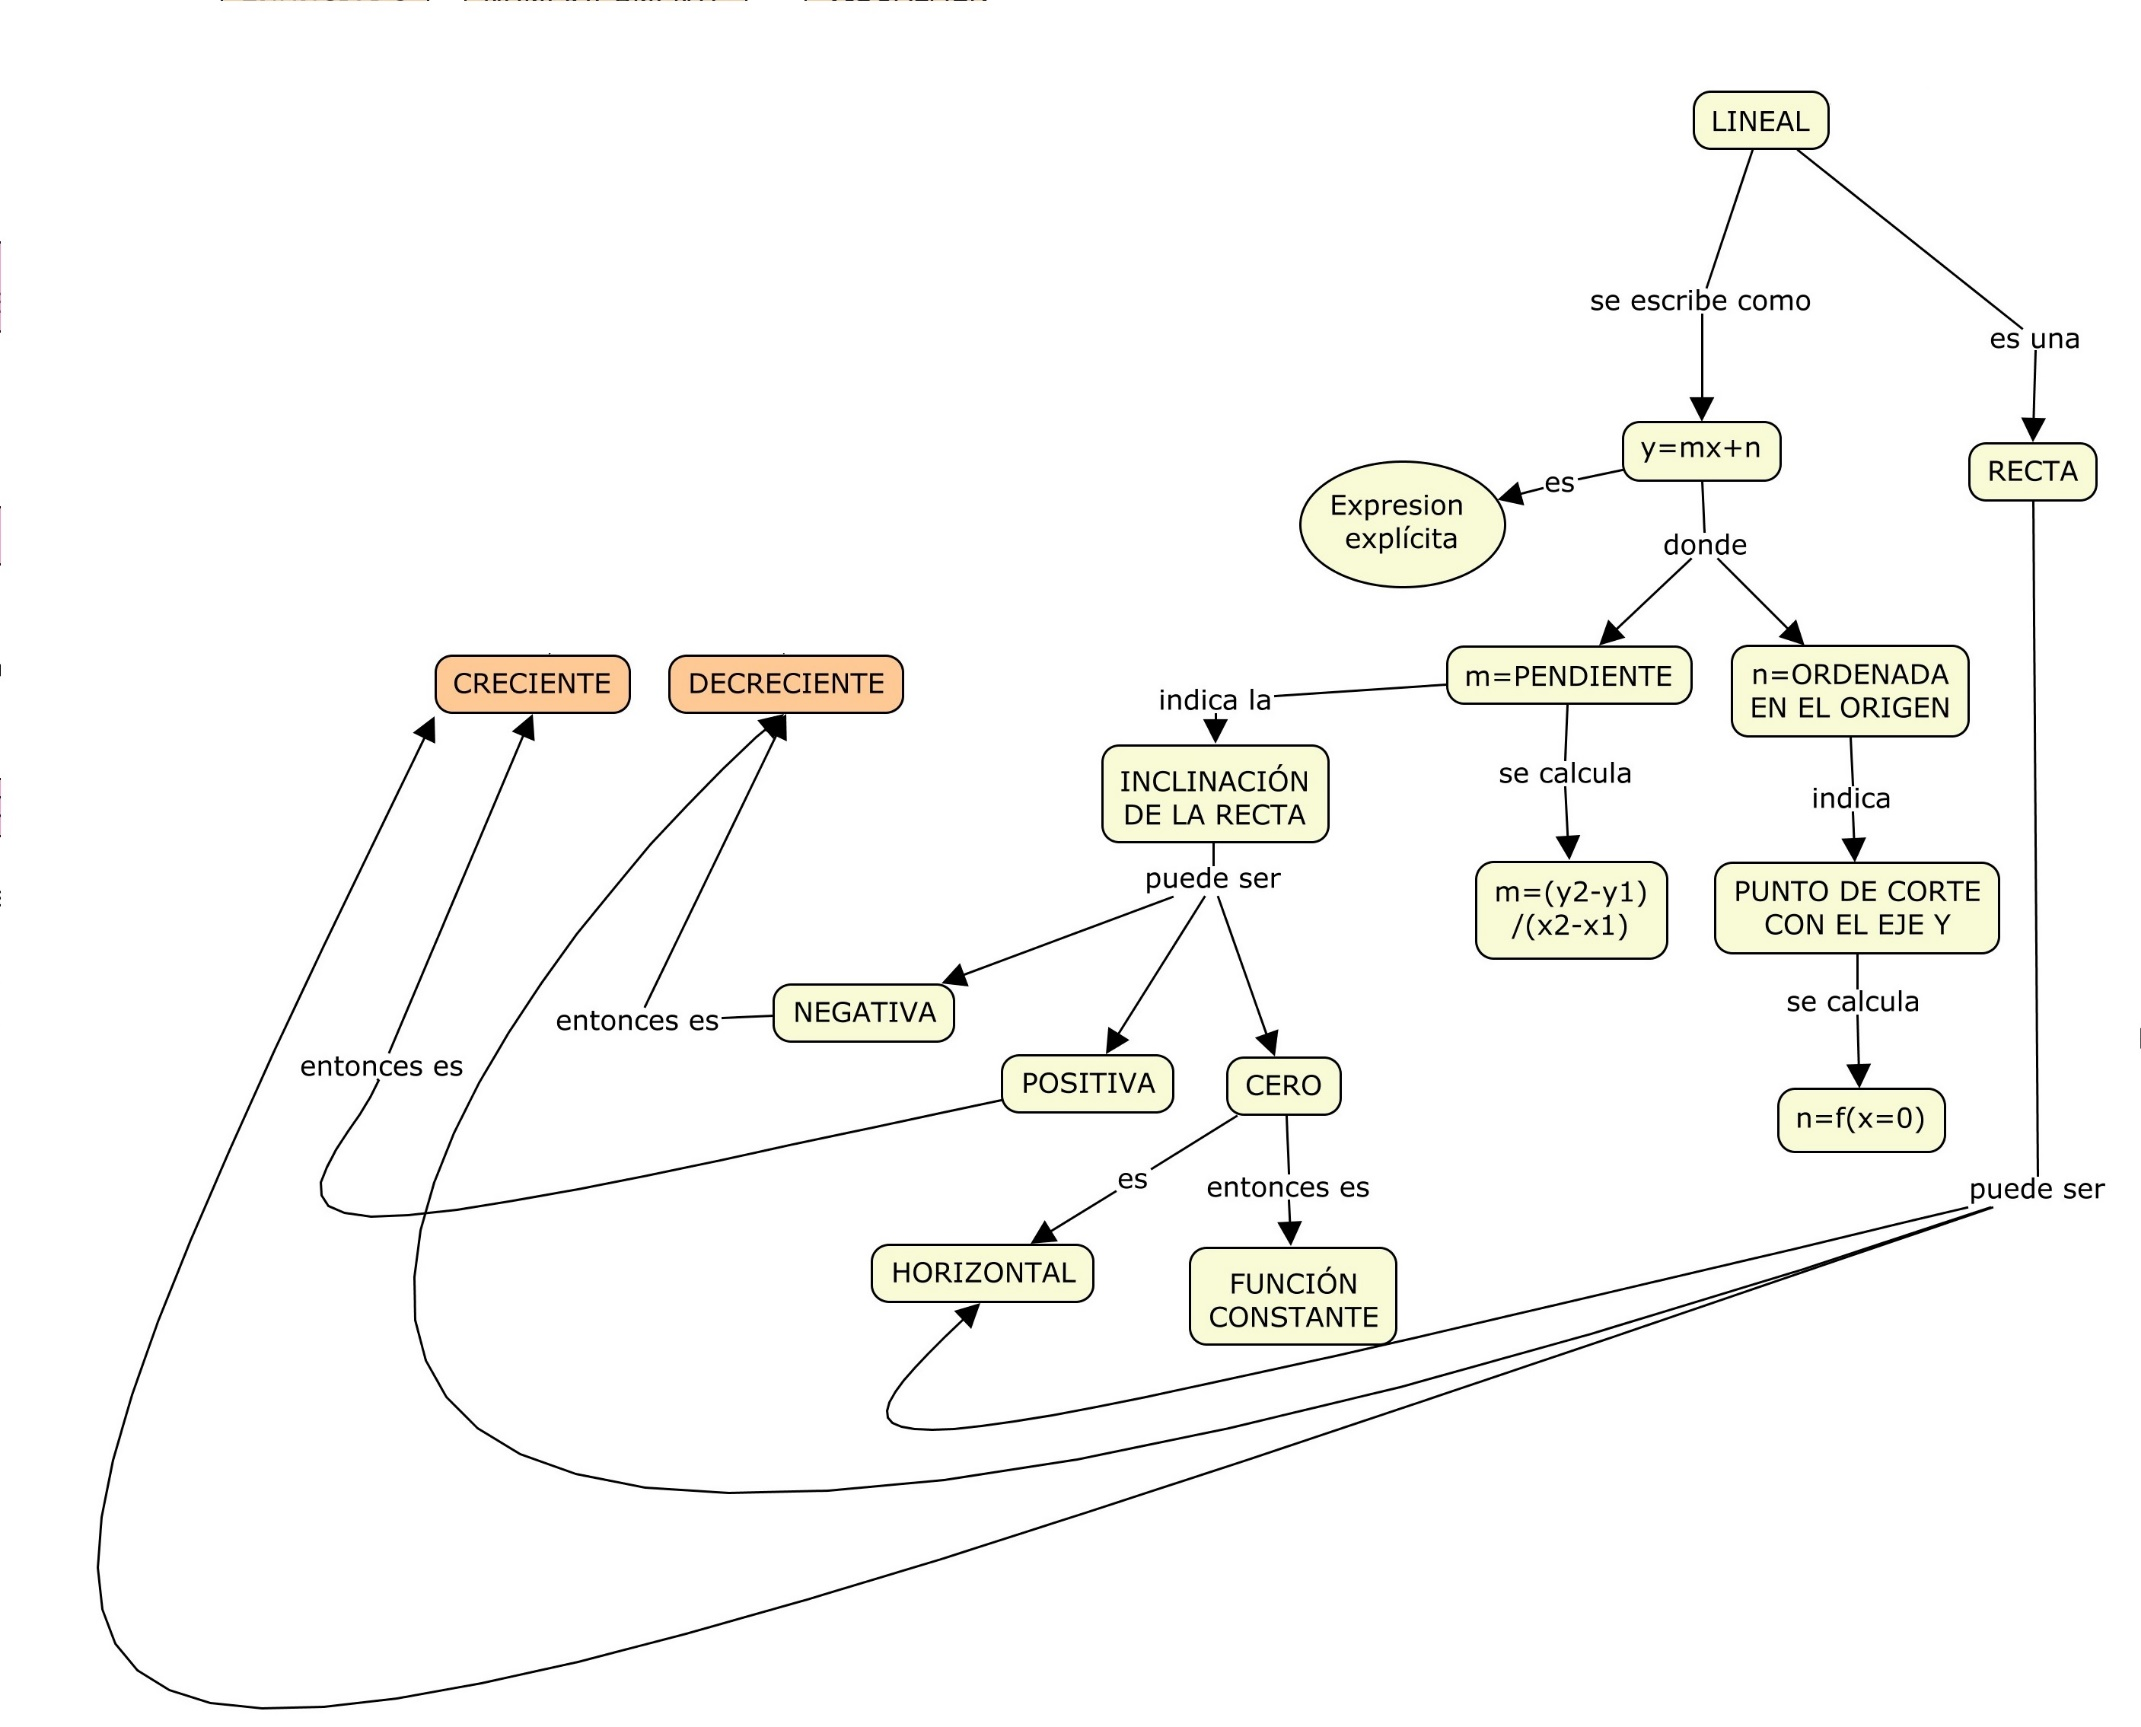 LINEAL
se escribe como
es una
y=mx+n
RECTA
es
Expresion
explícita
donde
CRECIENTE
DECRECIENTE
m=PENDIENTE
n=ORDENADA
EN EL ORIGEN
indica la
INCLINACIÓN
DE LA RECTA
se calcula
indica
puede ser
m=(y2-y1)
/(x2-x1)
PUNTO DE CORTE
CON EL EJE Y
NEGATIVA
entonces es
se calcula
entonces es
POSITIVA
CERO
n=f(x=0)
es
entonces es
puede ser
HORIZONTAL
FUNCIÓN
CONSTANTE